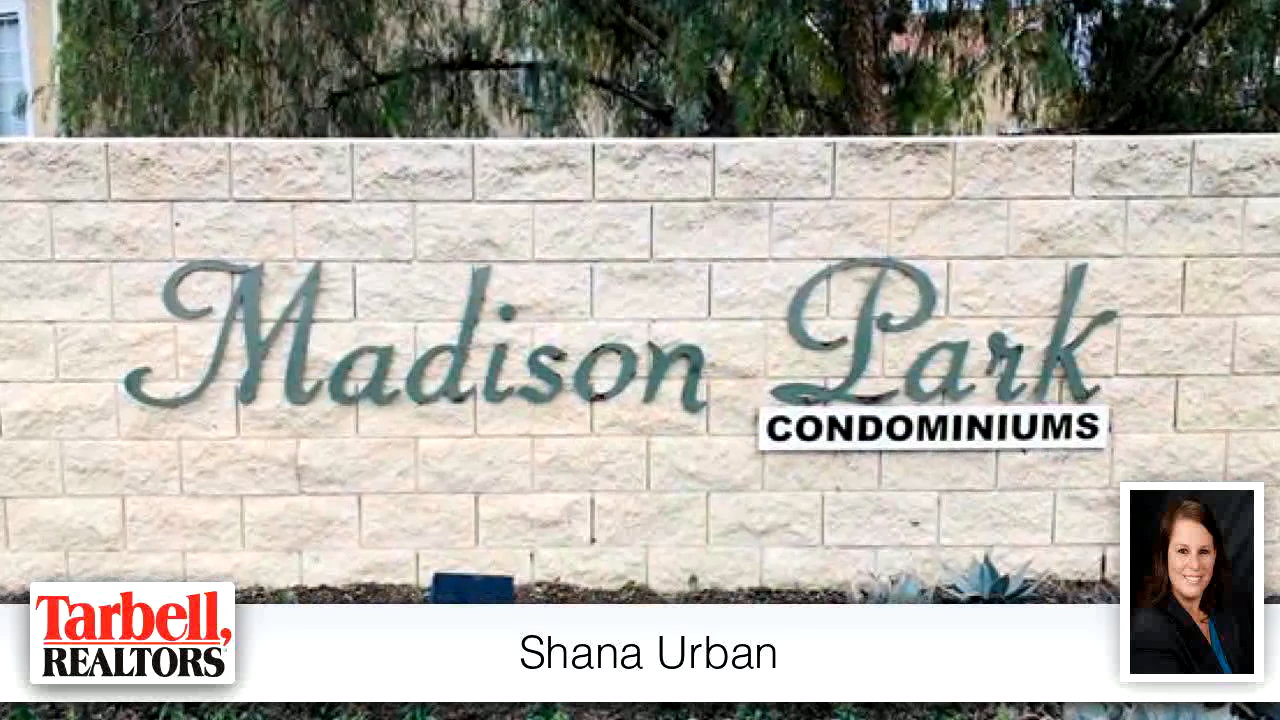 Madison Park
CONDOMINIUMS
Tarbell,
REALTORS
Shana Urban